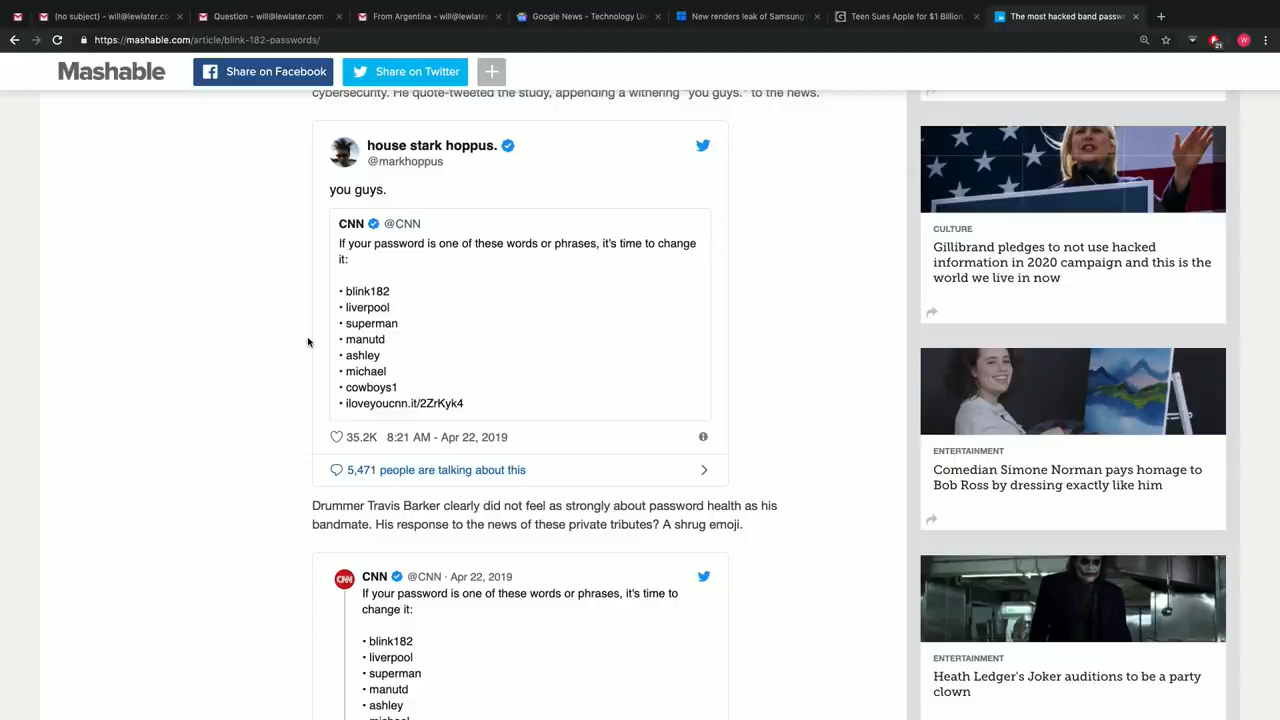 (no subject) - will@lewlater.co
Question - will@lewlater.com -
From Argentina - will@lewlate
Google News - Technology Un
New renders leak of Samsung
Teen Sues Apple for $1 Billion
The most hacked band passw
https://mashable.com/article/blink-182-passwords/
21
W
Mashable
Share on Facebook
Share on Twitter
cybersecurity. He quote-tweeted the study, appending a withering "you guys." to the news.
house stark hoppus.
@markhoppus
you guys.
CNN @CNN
If your password is one of these words or phrases, it's time to change
it:
• blink182
• liverpool
• superman
• manutd
• ashley
• michael
• cowboys1
• iloveyoucnn.it/2ZrKyk4
35.2K 8:21 AM - Apr 22, 2019
5,471 people are talking about this
Drummer Travis Barker clearly did not feel as strongly about password health as his
bandmate. His response to the news of these private tributes? A shrug emoji.
CNN
CNN @CNN · Apr 22, 2019
If your password is one of these words or phrases, it's time to
change it:
• blink182
• liverpool
• superman
• manutd
• ashley
CULTURE
Gillibrand pledges to not use hacked
information in 2020 campaign and this is the
world we live in now
ENTERTAINMENT
Comedian Simone Norman pays homage to
Bob Ross by dressing exactly like him
ENTERTAINMENT
Heath Ledger's Joker auditions to be a party
clown